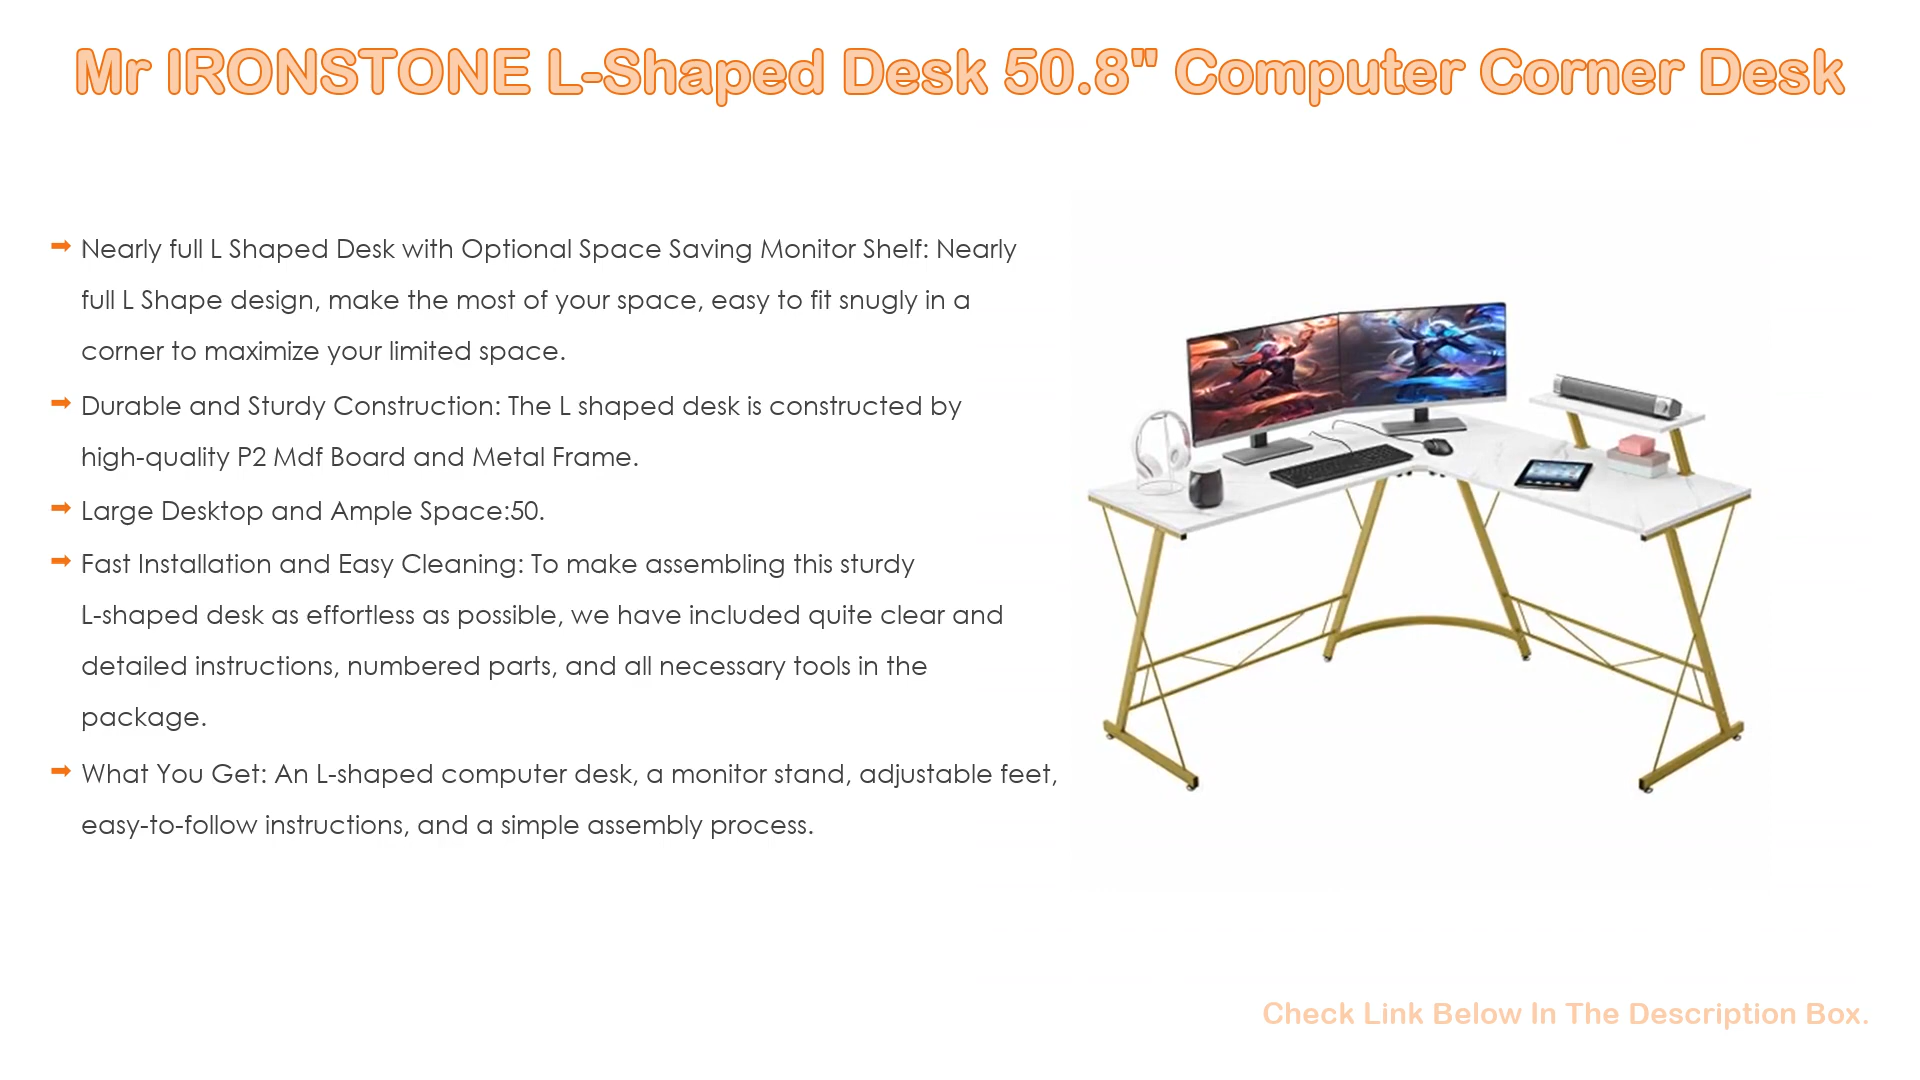 Mr IRONSTONE L-Shaped Desk 50.8" Computer Corner Desk
Nearly full L Shaped Desk with Optional Space Saving Monitor Shelf: Nearly
full L Shape design, make the most of your space, easy to fit snugly in a
corner to maximize your limited space.
Durable and Sturdy Construction: The L shaped desk is constructed by
high-quality P2 Mdf Board and Metal Frame.
Large Desktop and Ample Space:50.
Fast Installation and Easy Cleaning: To make assembling this sturdy
L-shaped desk as effortless as possible, we have included quite clear and
detailed instructions, numbered parts, and all necessary tools in the
package.
What You Get: An L-shaped computer desk, a monitor stand, adjustable feet,
easy-to-follow instructions, and a simple assembly process.
Check Link Below In The Description Box.